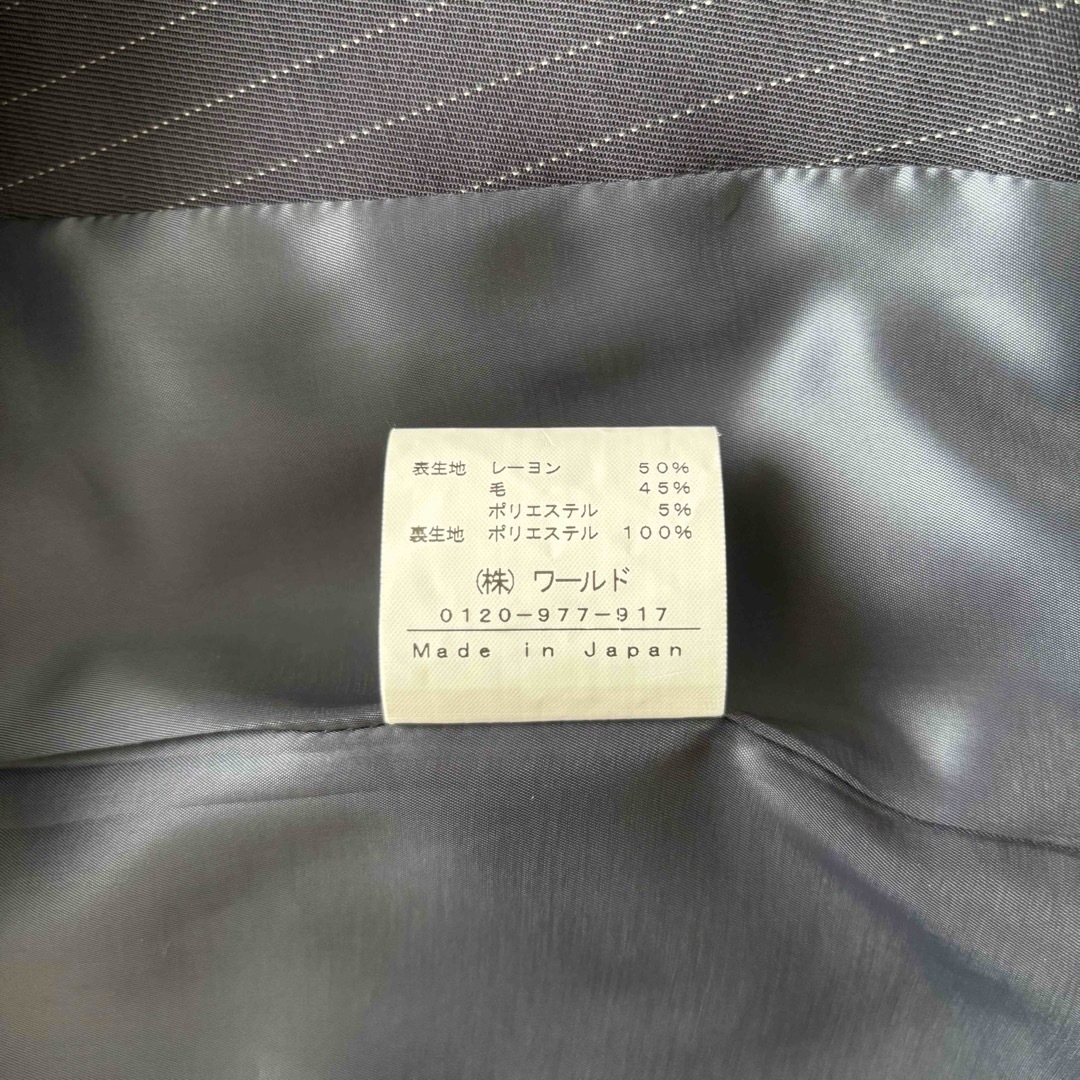 表生地 レーヨン 50%
毛 45%
ポリエステル 5%
裏生地 ポリエステル 100%
(株) ワールド
0120-977-917
Made in Japan